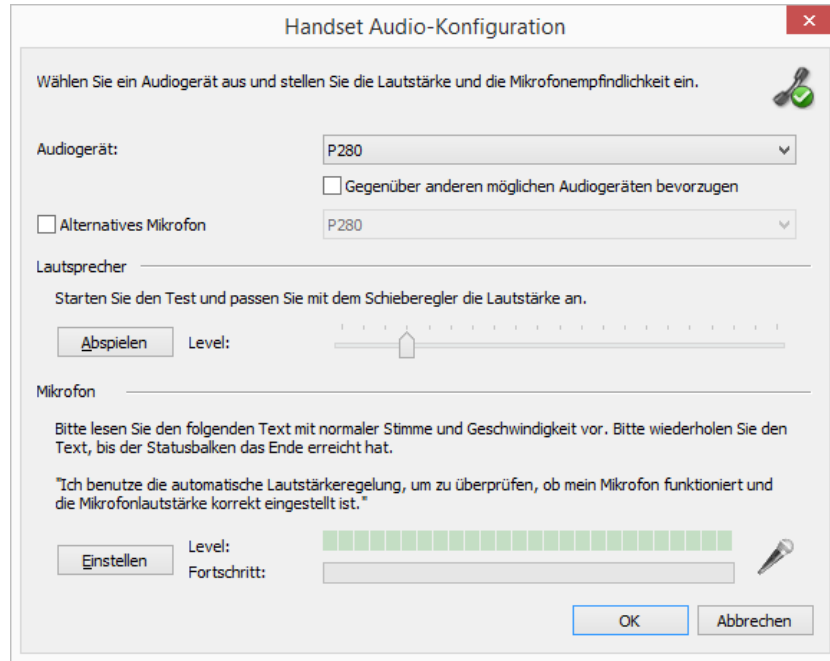 Handset Audio-Konfiguration
Wählen Sie ein Audiogerät aus und stellen Sie die Lautstärke und die Mikrofonempfindlichkeit ein.
Audiogerät:
P280
Gegenüber anderen möglichen Audiogeräten bevorzugen
Alternatives Mikrofon
P280
Lautsprecher
Starten Sie den Test und passen Sie mit dem Schieberegler die Lautstärke an.
Abspielen
Level:
Mikrofon
Bitte lesen Sie den folgenden Text mit normaler Stimme und Geschwindigkeit vor. Bitte wiederholen Sie den
Text, bis der Statusbalken das Ende erreicht hat.
"Ich benutze die automatische Lautstärkeregelung, um zu überprüfen, ob mein Mikrofon funktioniert und
die Mikrofonlautstärke korrekt eingestellt ist."
Einstellen
Level:
Fortschritt:
OK
Abbrechen